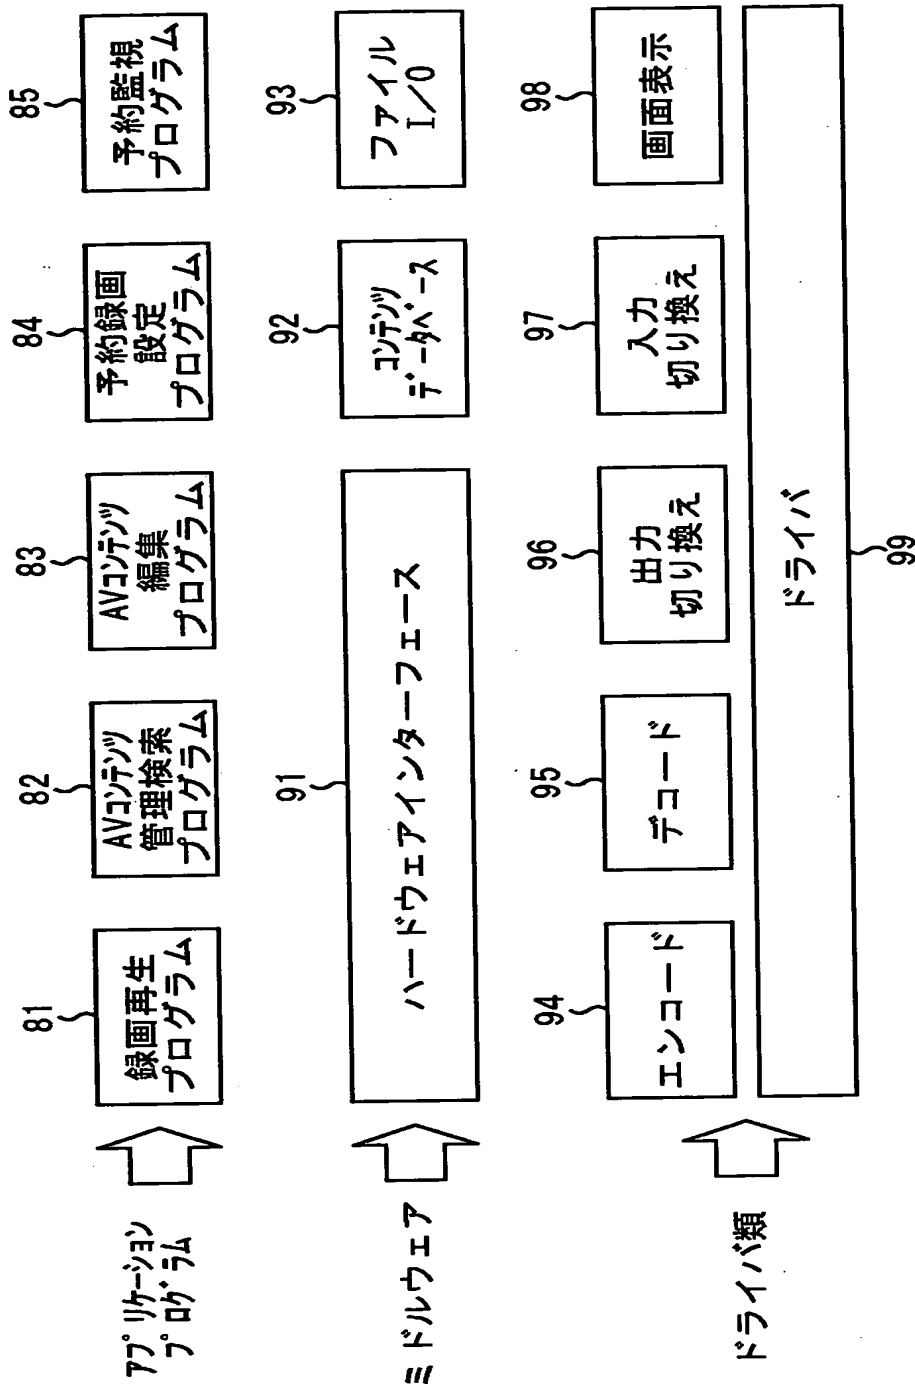 アプリケーション
プログラム
81
録画再生
プログラム
82
AVコンテンツ
管理検索
プログラム
83
AVコンテンツ
編集
プログラム
84
予約録画
設定
プログラム
85
予約監視
プログラム
ミドルウェア
91
ハードウェアインターフェース
92
コンテンツ
データベース
93
ファイル
I/O
ドライバ類
94
エンコード
95
デコード
96
出力
切り換え
97
入力
切り換え
98
画面表示
ドライバ
99